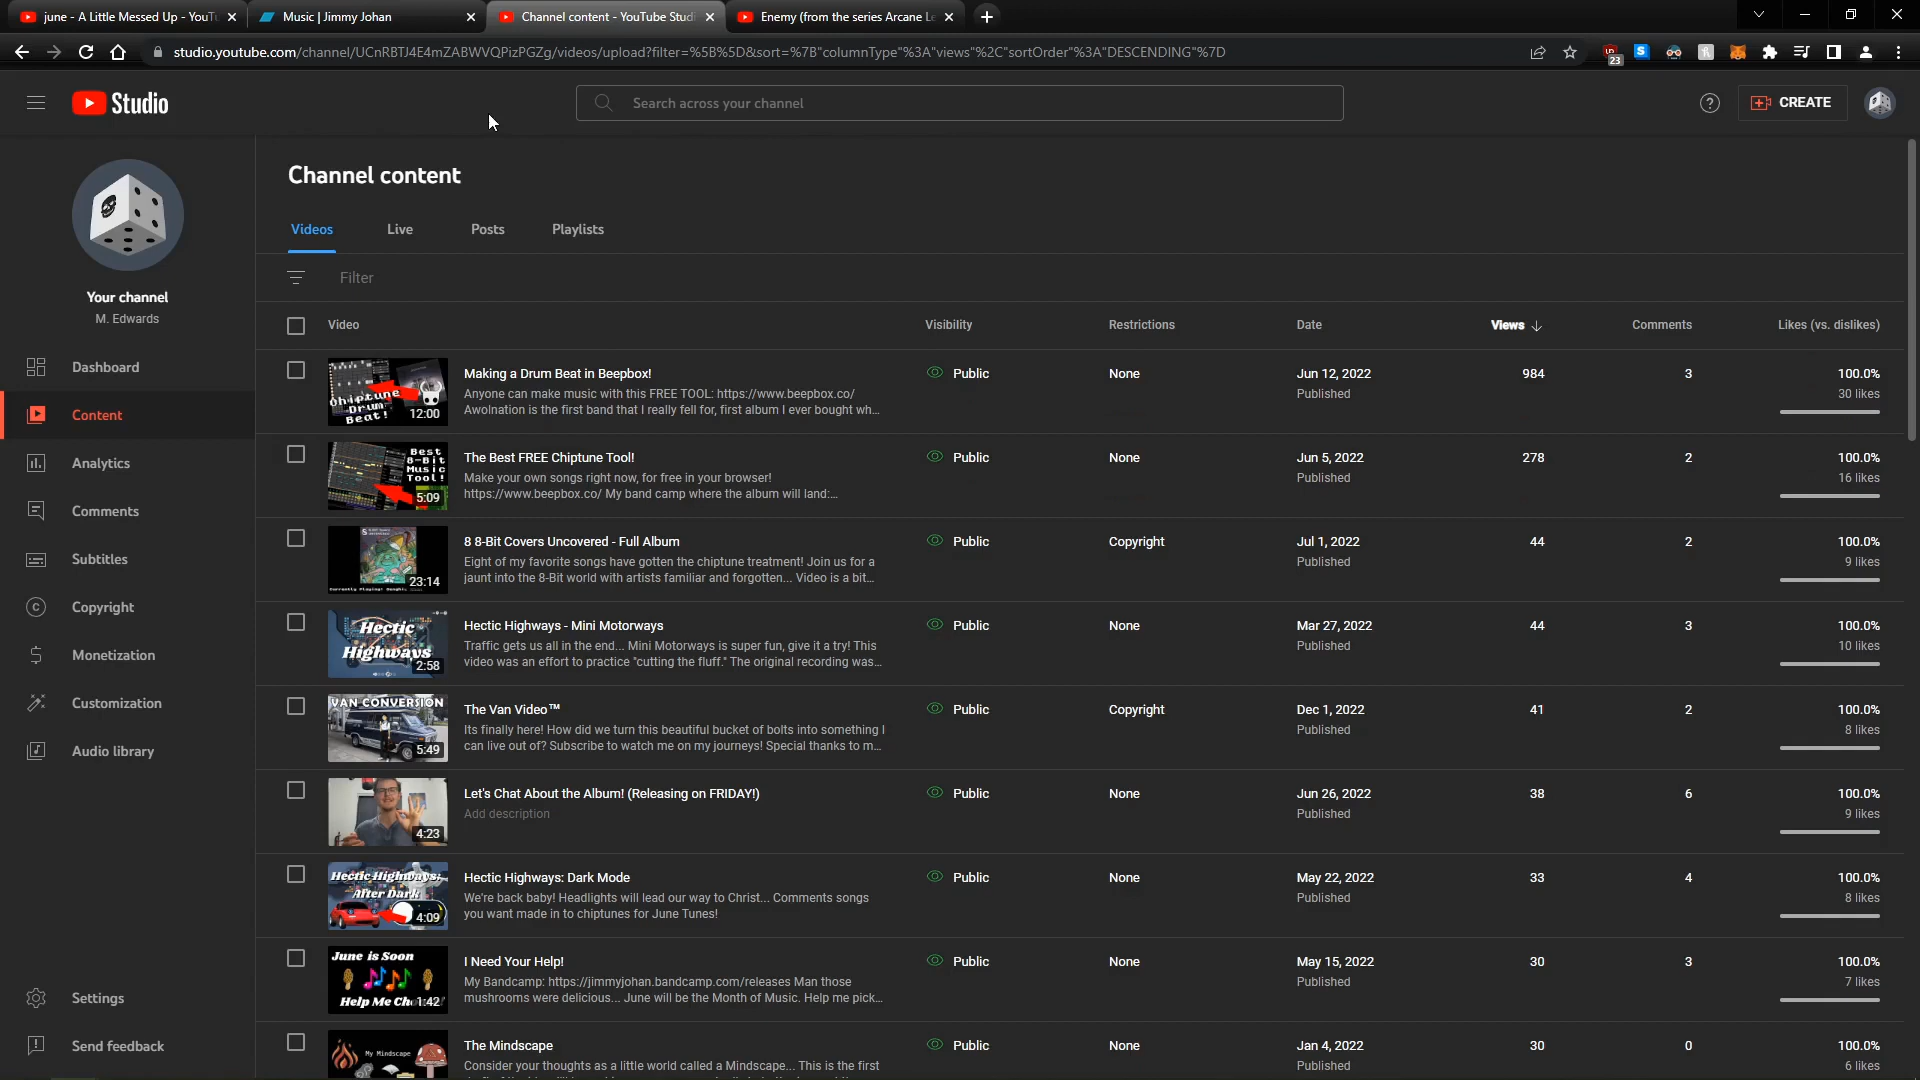 june - A Little Messed Up - YouT
Music | Jimmy Johan
Channel content - YouTube Studi
Enemy (from the series Arcane Le
studio.youtube.com/channel/UCnRBTJ4E4mZABWVQPizPGZg/videos/upload?filter=%5B%5D&sort=%7B"columnType"%3A"views"%2C"sortOrder"%3A"DESCENDING"%7D
23
Studio
Search across your channel
CREATE
Your channel
M. Edwards
Dashboard
Content
Analytics
Comments
Subtitles
Copyright
Monetization
Customization
Audio library
Settings
Send feedback
Channel content
Videos Live Posts Playlists
Filter
Video Visibility Restrictions Date Views Comments Likes (vs. dislikes)
Chiptune
Drum
Beat!
12:00
Making a Drum Beat in Beepbox!
Anyone can make music with this FREE TOOL: https://www.beepbox.co/
Awolnation is the first band that I really fell for, first album I ever bought wh...
Public None Jun 12, 2022 984 3 100.0%
Published 30 likes
Best
8-Bit
Music
Tool!
5:09
The Best FREE Chiptune Tool!
Make your own songs right now, for free in your browser!
https://www.beepbox.co/ My band camp where the album will land:...
Public None Jun 5, 2022 278 2 100.0%
Published 16 likes
23:14
8 8-Bit Covers Uncovered - Full Album
Eight of my favorite songs have gotten the chiptune treatment! Join us for a
jaunt into the 8-Bit world with artists familiar and forgotten... Video is a bit...
Public Copyright Jul 1, 2022 44 2 100.0%
Published 9 likes
Hectic
Highways
2:58
Hectic Highways - Mini Motorways
Traffic gets us all in the end... Mini Motorways is super fun, give it a try! This
video was an effort to practice "cutting the fluff." The original recording was...
Public None Mar 27, 2022 44 3 100.0%
Published 10 likes
VAN CONVERSION
5:49
The Van Video™
Its finally here! How did we turn this beautiful bucket of bolts into something I
can live out of? Subscribe to watch me on my journeys! Special thanks to m...
Public Copyright Dec 1, 2022 41 2 100.0%
Published 8 likes
4:23
Let's Chat About the Album! (Releasing on FRIDAY!)
Add description
Public None Jun 26, 2022 38 6 100.0%
Published 9 likes
Hectic Highways:
After Dark
4:09
Hectic Highways: Dark Mode
We're back baby! Headlights will lead our way to Christ... Comments songs
you want made in to chiptunes for June Tunes!
Public None May 22, 2022 33 4 100.0%
Published 8 likes
June is Soon
Help Me Ch
1:42
I Need Your Help!
My Bandcamp: https://jimmyjohan.bandcamp.com/releases Man those
mushrooms were delicious... June will be the Month of Music. Help me pick...
Public None May 15, 2022 30 3 100.0%
Published 7 likes
My Mindscape
The Mindscape
Consider your thoughts as a little world called a Mindscape... This is the first
Public None Jan 4, 2022 30 0 100.0%
Published 6 likes